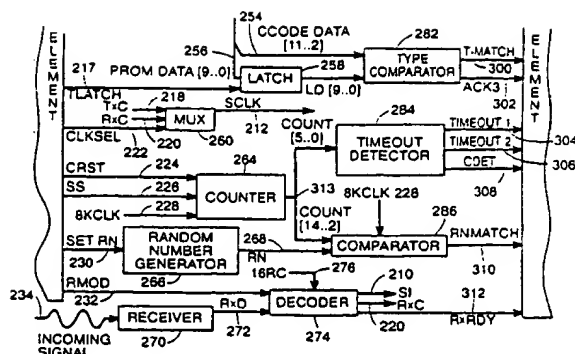 ELEMENT
254
CCODE DATA
[11..2]
282
TYPE
COMPARATOR
T-MATCH
300
ACK3
302
ELEMENT
256
217
PROM DATA [9..0]
LATCH
258
LD [9..0]
TLATCH
TxC
218
RxC
220
MUX
260
SCLK
212
CLKSEL
222
COUNT
[5..0]
284
TIMEOUT
DETECTOR
TIMEOUT 1
304
TIMEOUT 2
306
CDET
308
CRST
224
264
SS
226
COUNTER
313
8KCLK
228
8KCLK 228
COUNT
[14..2]
286
COMPARATOR
RNMATCH
310
SET RN
230
RANDOM
NUMBER
GENERATOR
266
268
RN
16RC
276
RMOD
232
DECODER
274
210
SI
RxC
220
312
RxRDY
234
INCOMING
SIGNAL
RECEIVER
270
RxD
272